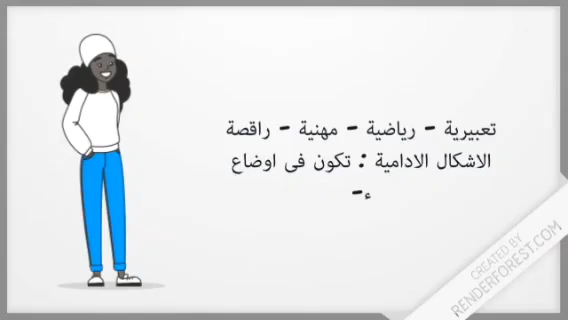 تعبيرية - رياضية - مهنية - راقصة
الاشكال الادامية : تكون فى اوضاع
ء-
CREATED BY
RENDERFOREST.COM